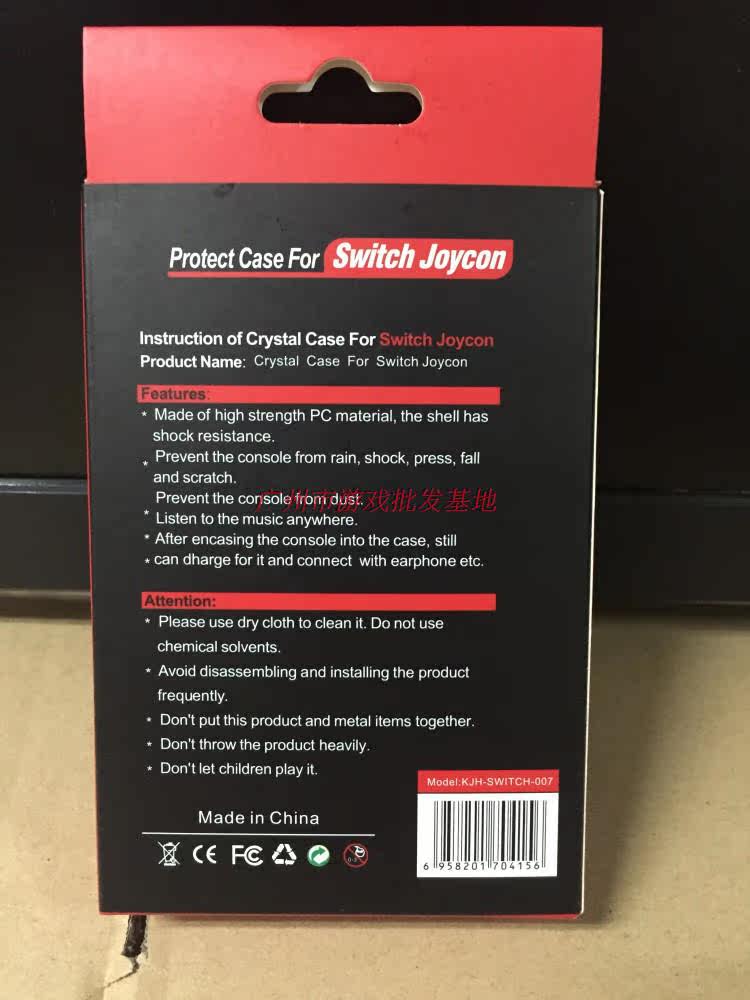 Protect Case For Switch Joycon
Instruction of Crystal Case For Switch Joycon
Product Name: Crystal Case For Switch Joycon
Features:
* Made of high strength PC material, the shell has
shock resistance.
* Prevent the console from rain, shock, press, fall
and scratch.
Prevent the console from dust.
广州市游戏批发基地
* Listen to the music anywhere.
* After encasing the console into the case, still
* can dharge for it and connect with earphone etc.
Attention:
* Please use dry cloth to clean it. Do not use
chemical solvents.
* Avoid disassembling and installing the product
frequently.
* Don't put this product and metal items together.
* Don't throw the product heavily.
* Don't let children play it.
Model:KJH-SWITCH-007
Made in China
CE FC 0-3
6 958201 704156